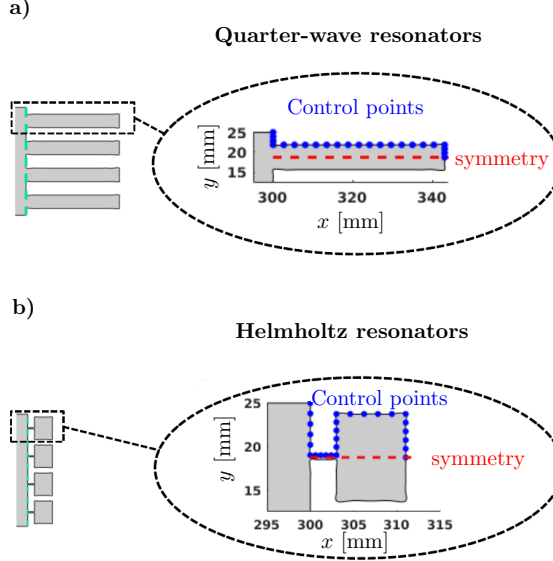 a)
Quarter-wave resonators
Control points
25
20
15
y [mm]
symmetry
300
320
340
x [mm]
b)
Helmholtz resonators
Control points
25
20
15
y [mm]
symmetry
295
300
305
310
315
x [mm]